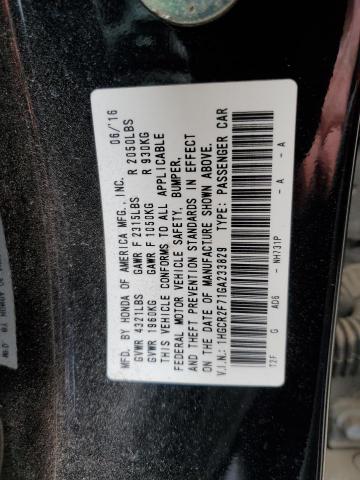 MFD. BY HONDA OF AMERICA MFG., INC. 06/'16
GVWR 4321LBS GAWR F 2315LBS R 2050LBS
GVWR 1960KG GAWR F 1050KG R 930KG
THIS VEHICLE CONFORMS TO ALL APPLICABLE
FEDERAL MOTOR VEHICLE SAFETY, BUMPER,
AND THEFT PREVENTION STANDARDS IN EFFECT
ON THE DATE OF MANUFACTURE SHOWN ABOVE.
V.I.N.: 1HGCR2F71GA233829 TYPE: PASSENGER CAR
T2F G AD6 - NH731P - A - A